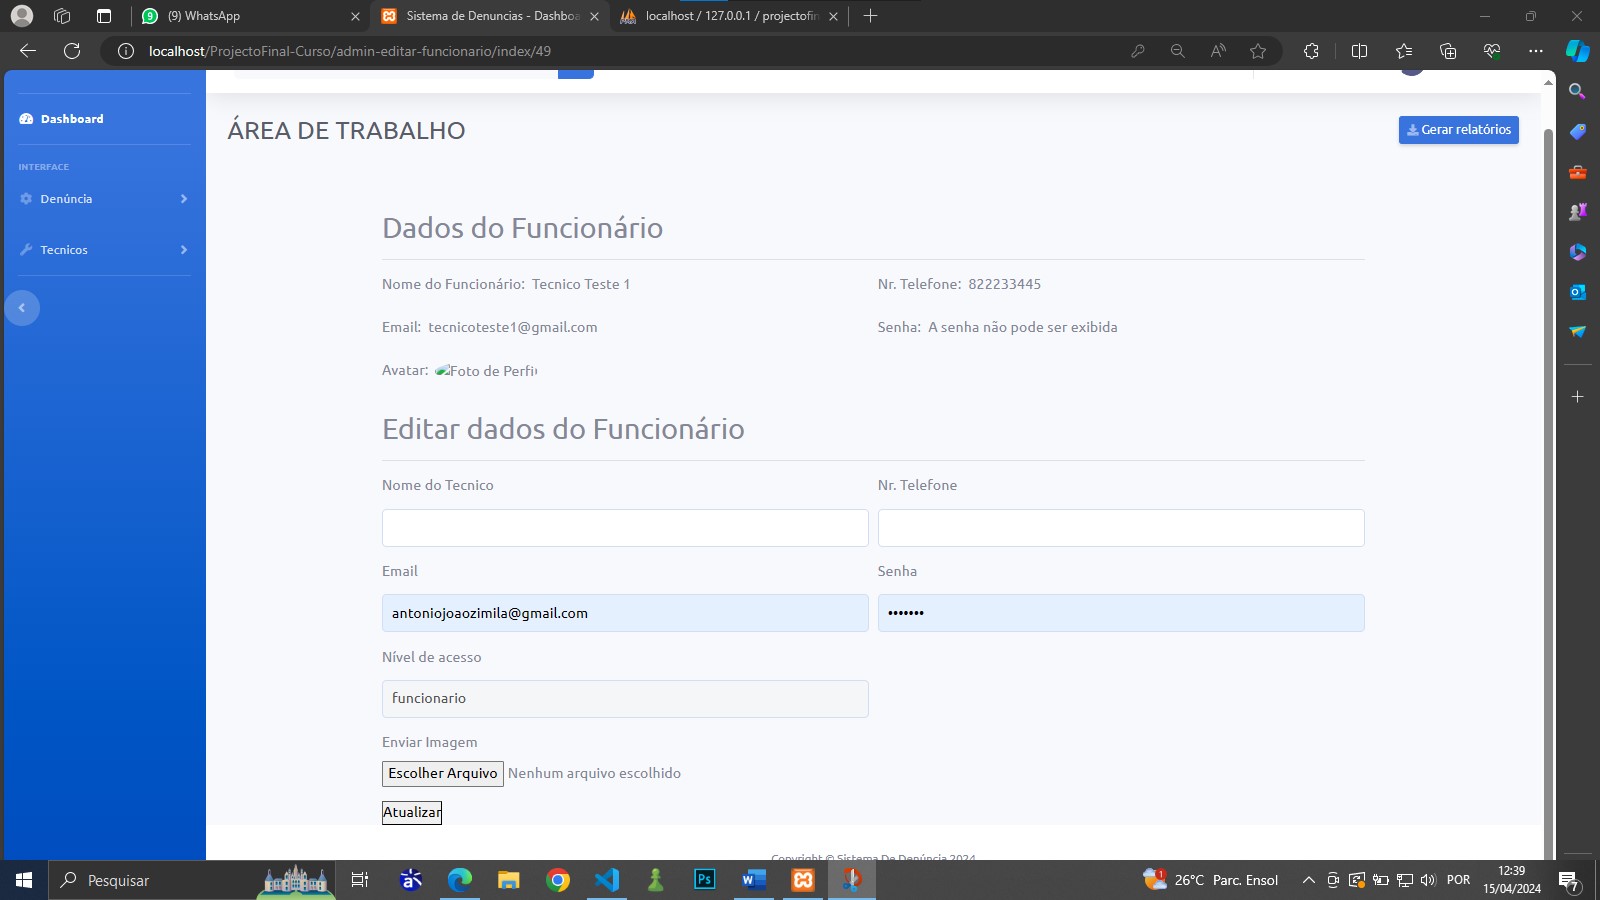 (9) WhatsApp
Sistema de Denuncias - Dashboa
localhost / 127.0.0.1 / projectofin
localhost/ProjectoFinal-Curso/admin-editar-funcionario/index/49
Dashboard
INTERFACE
Denúncia
Tecnicos
ÁREA DE TRABALHO
Gerar relatórios
Dados do Funcionário
Nome do Funcionário: Tecnico Teste 1
Nr. Telefone: 822233445
Email: tecnicoteste1@gmail.com
Senha: A senha não pode ser exibida
Avatar: Foto de Perfil
Editar dados do Funcionário
Nome do Tecnico
Nr. Telefone
Email
Senha
antoniojoaozimila@gmail.com
•••••••
Nível de acesso
funcionario
Enviar Imagem
Escolher Arquivo Nenhum arquivo escolhido
Atualizar
Copyright © Sistema De Denúncia 2024
Pesquisar
26°C Parc. Ensol
POR
12:39
15/04/2024
7